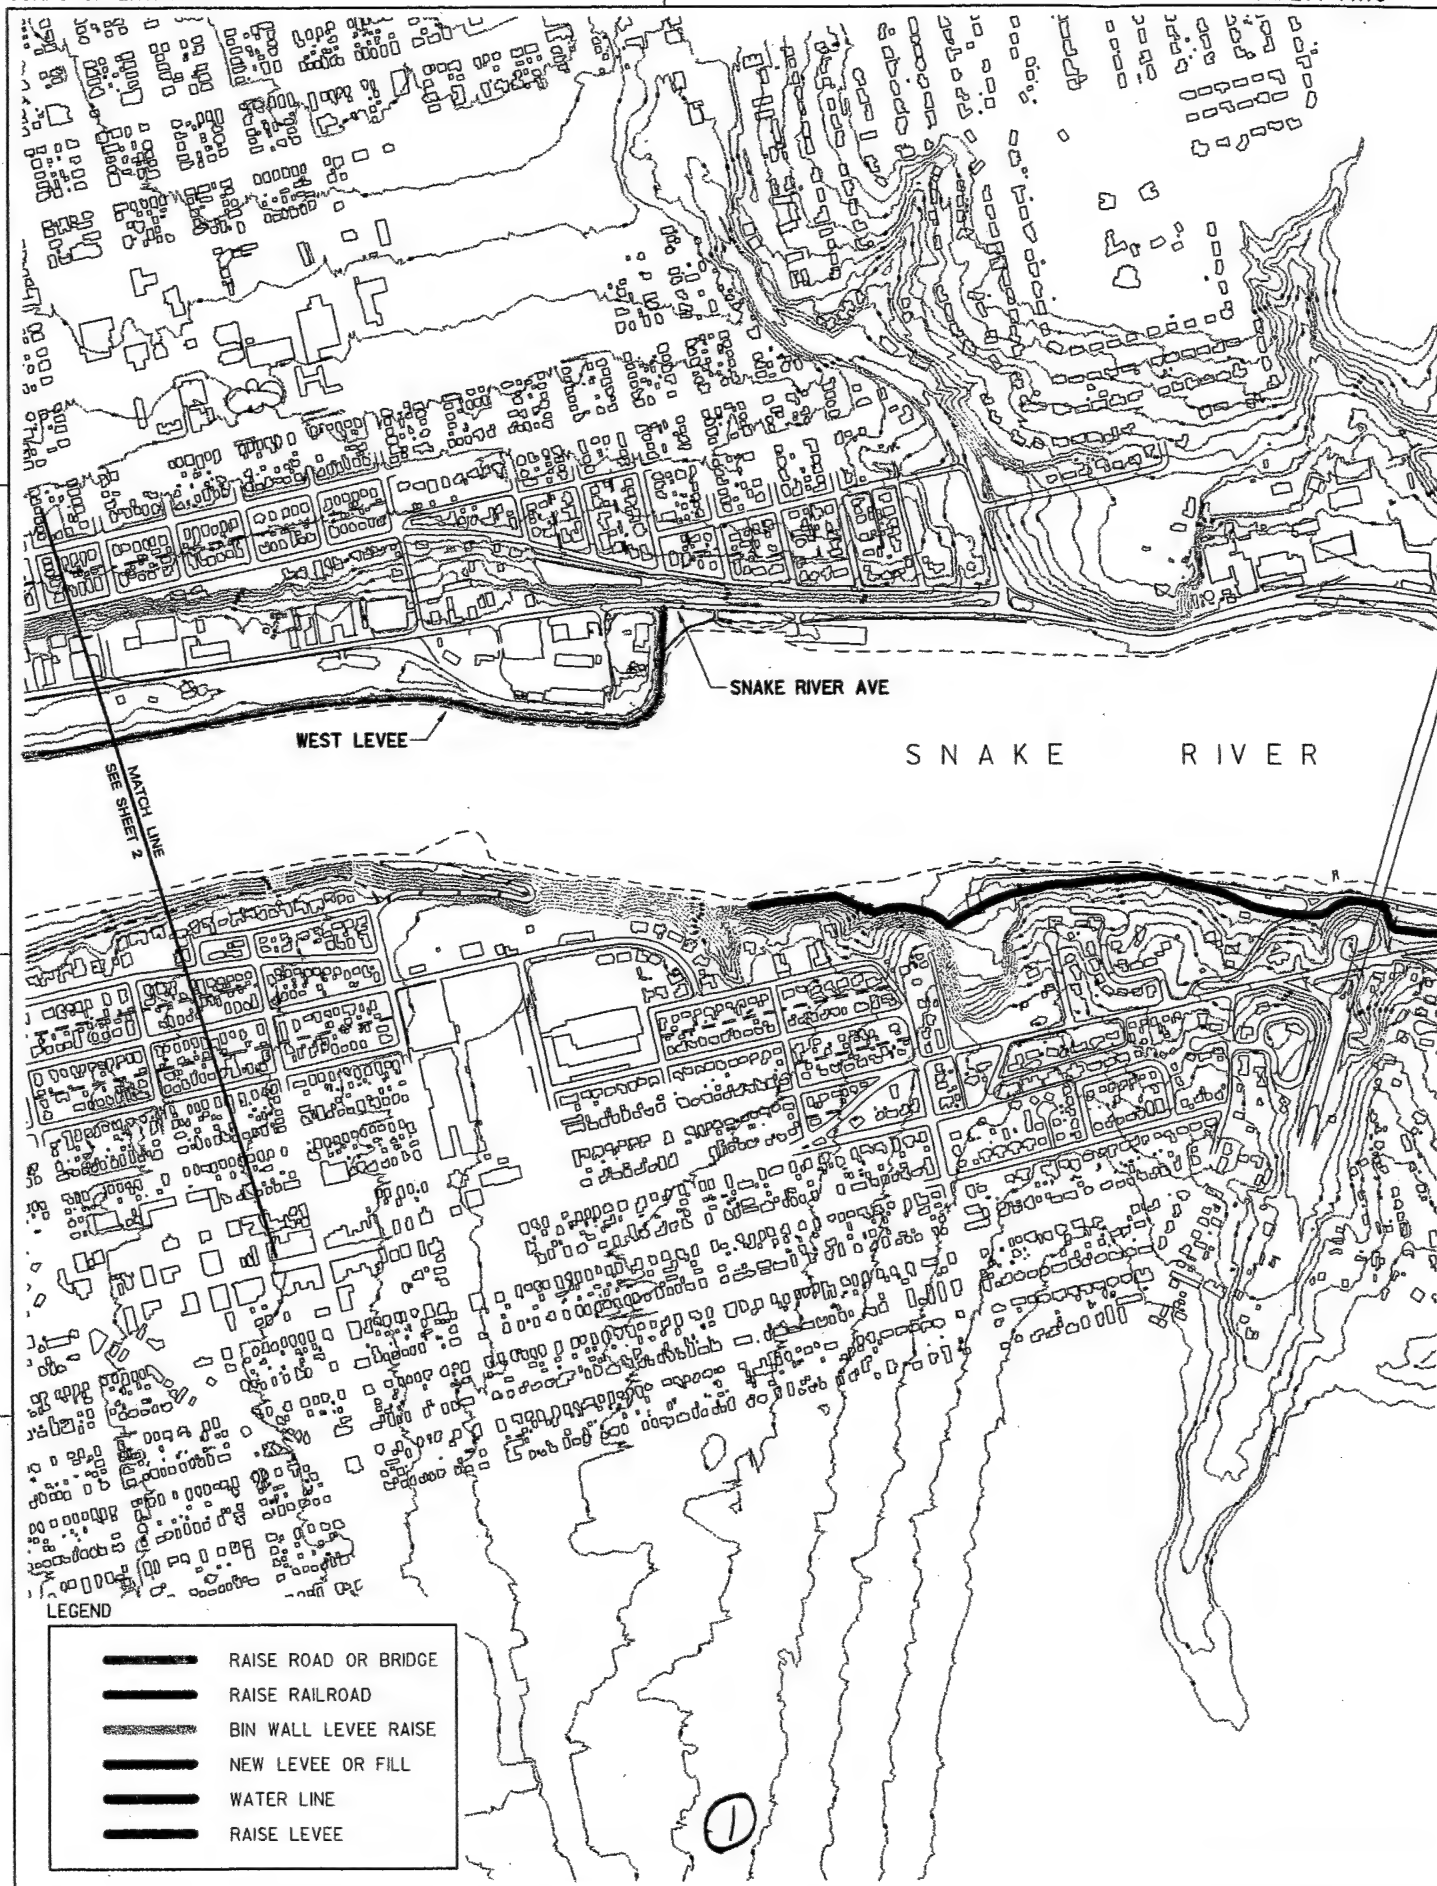 SNAKE RIVER AVE
WEST LEVEE
SNAKE RIVER
MATCH LINE
SEE SHEET 2
LEGEND
RAISE ROAD OR BRIDGE
RAISE RAILROAD
BIN WALL LEVEE RAISE
NEW LEVEE OR FILL
WATER LINE
RAISE LEVEE
1